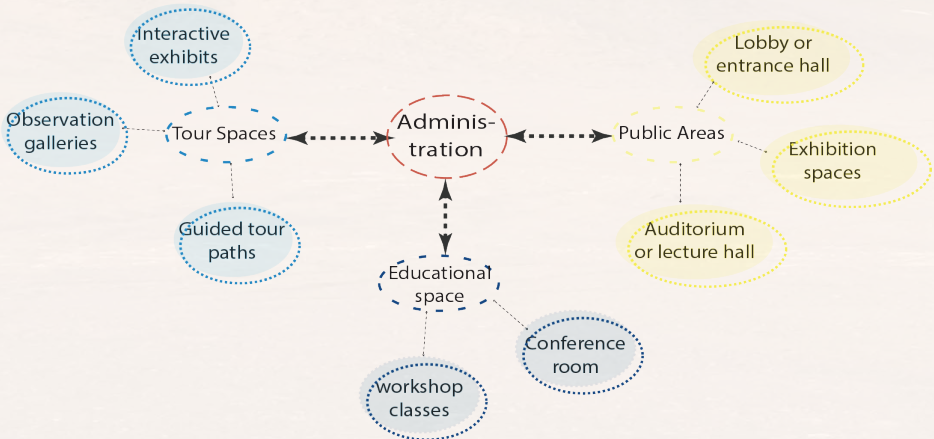 Interactive
exhibits
Observation
galleries
Tour Spaces
Guided tour
paths
Adminis-
tration
Lobby or
entrance hall
Public Areas
Exhibition
spaces
Auditorium
or lecture hall
Educational
space
Conference
room
workshop
classes